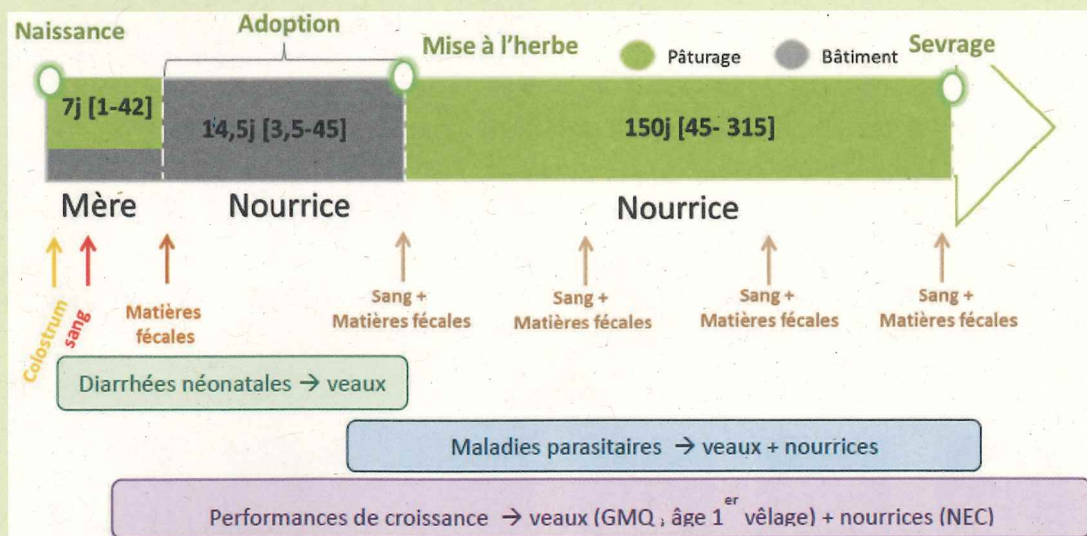 Naissance
Adoption
Mise à l'herbe
Pâturage
Bâtiment
Sevrage
7j [1-42]
14,5j [3,5-45]
150j [45- 315]
Mère
Nourrice
Nourrice
Colostrum
sang
Matières
fécales
Sang +
Matières fécales
Sang +
Matières fécales
Sang +
Matières fécales
Sang +
Matières fécales
Diarrhées néonatales → veaux
Maladies parasitaires → veaux + nourrices
Performances de croissance → veaux (GMQ, âge 1er vêlage) + nourrices (NEC)